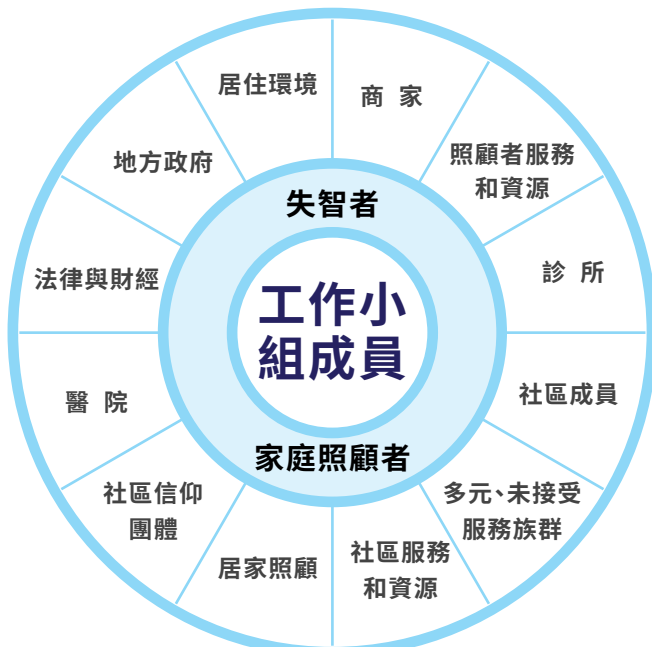 居住環境
商 家
照顧者服務
和資源
診 所
社區成員
多元、未接受
服務族群
社區服務
和資源
居家照顧
社區信仰
團體
醫 院
法律與財經
地方政府
失智者
工作小
組成員
家庭照顧者